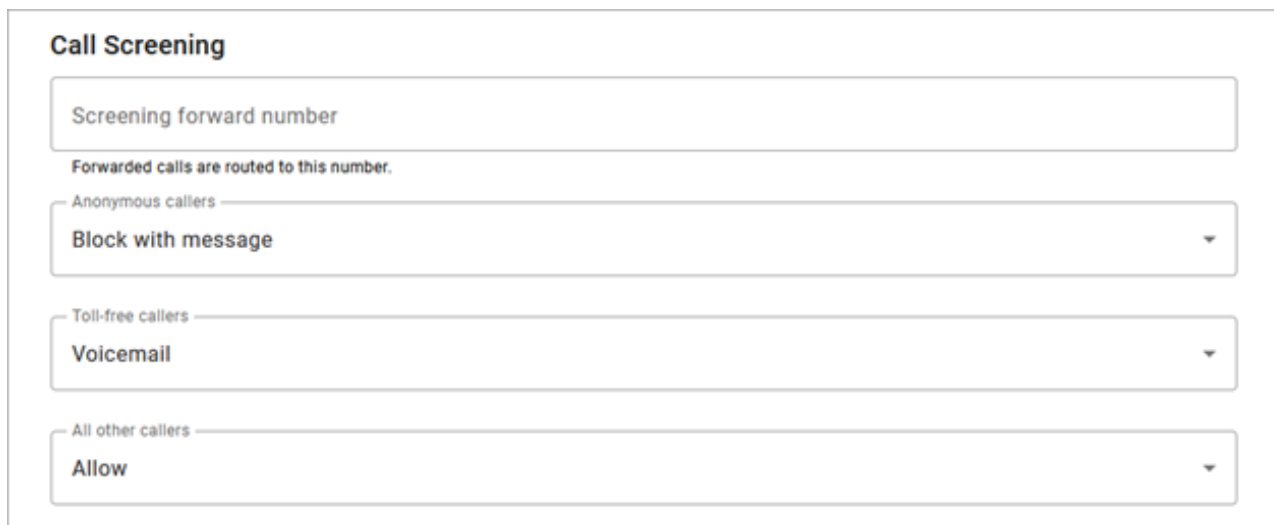 Call Screening
Screening forward number
Forwarded calls are routed to this number.
Anonymous callers
Block with message
Toll-free callers
Voicemail
All other callers
Allow